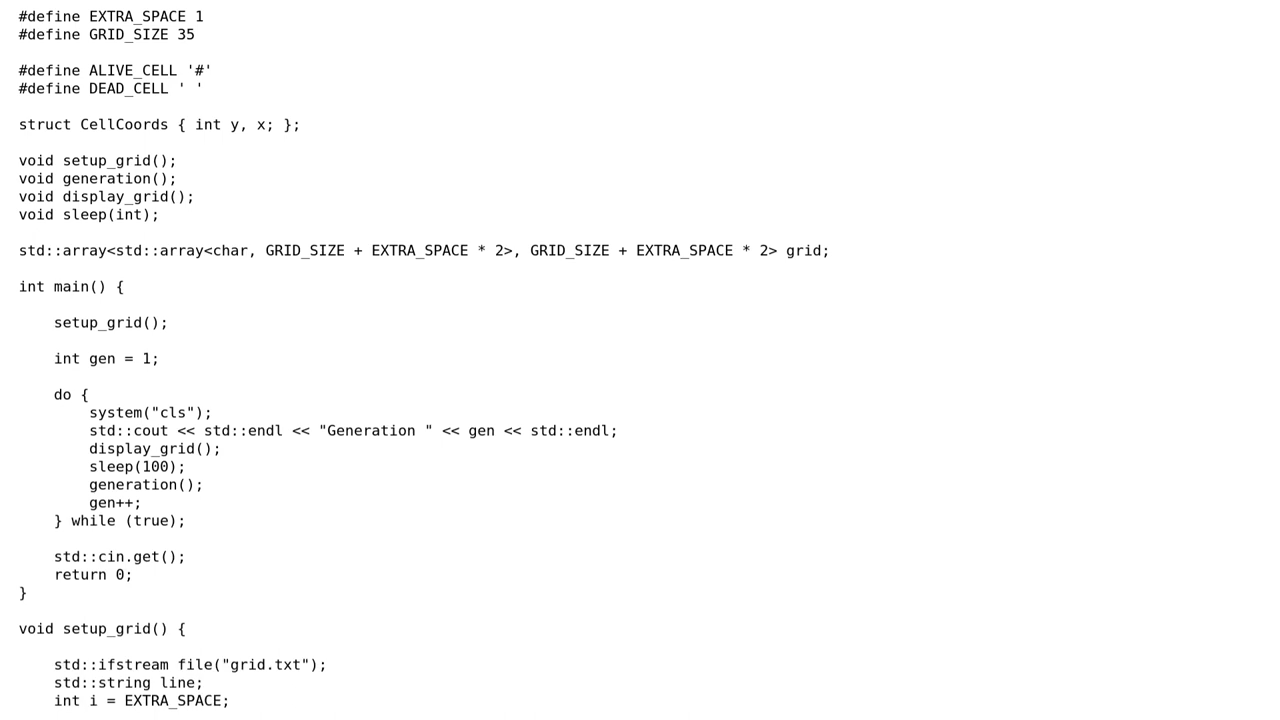 #define EXTRA_SPACE 1
#define GRID_SIZE 35

#define ALIVE_CELL '#'
#define DEAD_CELL ' '

struct CellCoords { int y, x; };

void setup_grid();
void generation();
void display_grid();
void sleep(int);

std::array<std::array<char, GRID_SIZE + EXTRA_SPACE * 2>, GRID_SIZE + EXTRA_SPACE * 2> grid;

int main() {

    setup_grid();

    int gen = 1;

    do {
        system("cls");
        std::cout << std::endl << "Generation " << gen << std::endl;
        display_grid();
        sleep(100);
        generation();
        gen++;
    } while (true);

    std::cin.get();
    return 0;
}

void setup_grid() {

    std::ifstream file("grid.txt");
    std::string line;
    int i = EXTRA_SPACE;